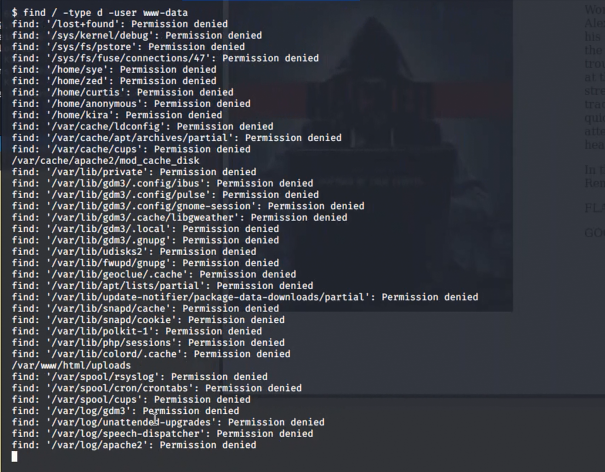 $ find / -type d -user www-data
find: '/lost+found': Permission denied
find: '/sys/kernel/debug': Permission denied
find: '/sys/fs/pstore': Permission denied
find: '/sys/fs/fuse/connections/47': Permission denied
find: '/home/sye': Permission denied
find: '/home/zed': Permission denied
find: '/home/curtis': Permission denied
find: '/home/anonymous': Permission denied
find: '/home/kira': Permission denied
find: '/var/cache/ldconfig': Permission denied
find: '/var/cache/apt/archives/partial': Permission denied
find: '/var/cache/cups': Permission denied
/var/cache/apache2/mod_cache_disk
find: '/var/lib/private': Permission denied
find: '/var/lib/gdm3/.config/ibus': Permission denied
find: '/var/lib/gdm3/.config/pulse': Permission denied
find: '/var/lib/gdm3/.config/gnome-session': Permission denied
find: '/var/lib/gdm3/.cache/libgweather': Permission denied
find: '/var/lib/gdm3/.local': Permission denied
find: '/var/lib/gdm3/.gnupg': Permission denied
find: '/var/lib/udisks2': Permission denied
find: '/var/lib/fwupd/gnupg': Permission denied
find: '/var/lib/geoclue/.cache': Permission denied
find: '/var/lib/apt/lists/partial': Permission denied
find: '/var/lib/update-notifier/package-data-downloads/partial': Permission denied
find: '/var/lib/snapd/cache': Permission denied
find: '/var/lib/snapd/cookie': Permission denied
find: '/var/lib/polkit-1': Permission denied
find: '/var/lib/php/sessions': Permission denied
find: '/var/lib/colord/.cache': Permission denied
/var/www/html/uploads
find: '/var/spool/rsyslog': Permission denied
find: '/var/spool/cron/crontabs': Permission denied
find: '/var/spool/cups': Permission denied
find: '/var/log/gdm3': Permission denied
find: '/var/log/unattended-upgrades': Permission denied
find: '/var/log/speech-dispatcher': Permission denied
find: '/var/log/apache2': Permission denied